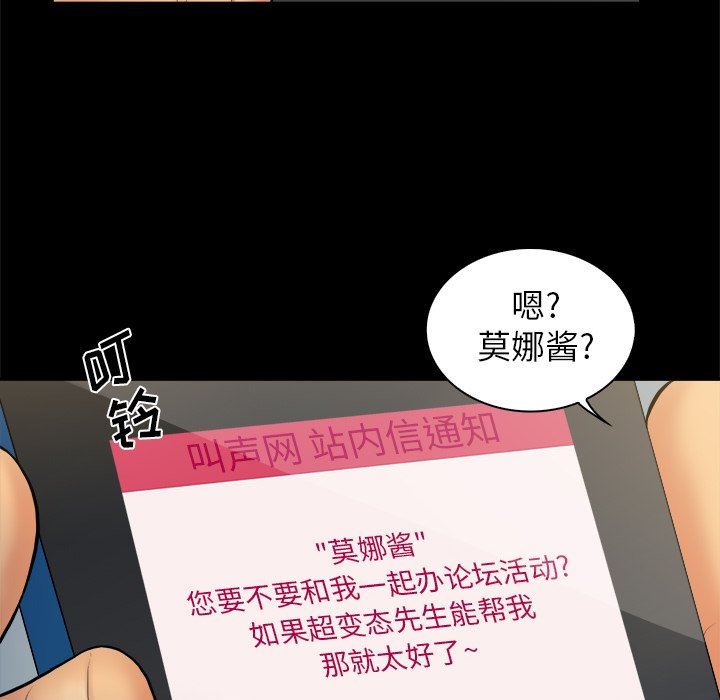 嗯?
莫娜酱?
叮铃
叫声网 站内信通知
"莫娜酱"
您要不要和我一起办论坛活动?
如果超变态先生能帮我
那就太好了~